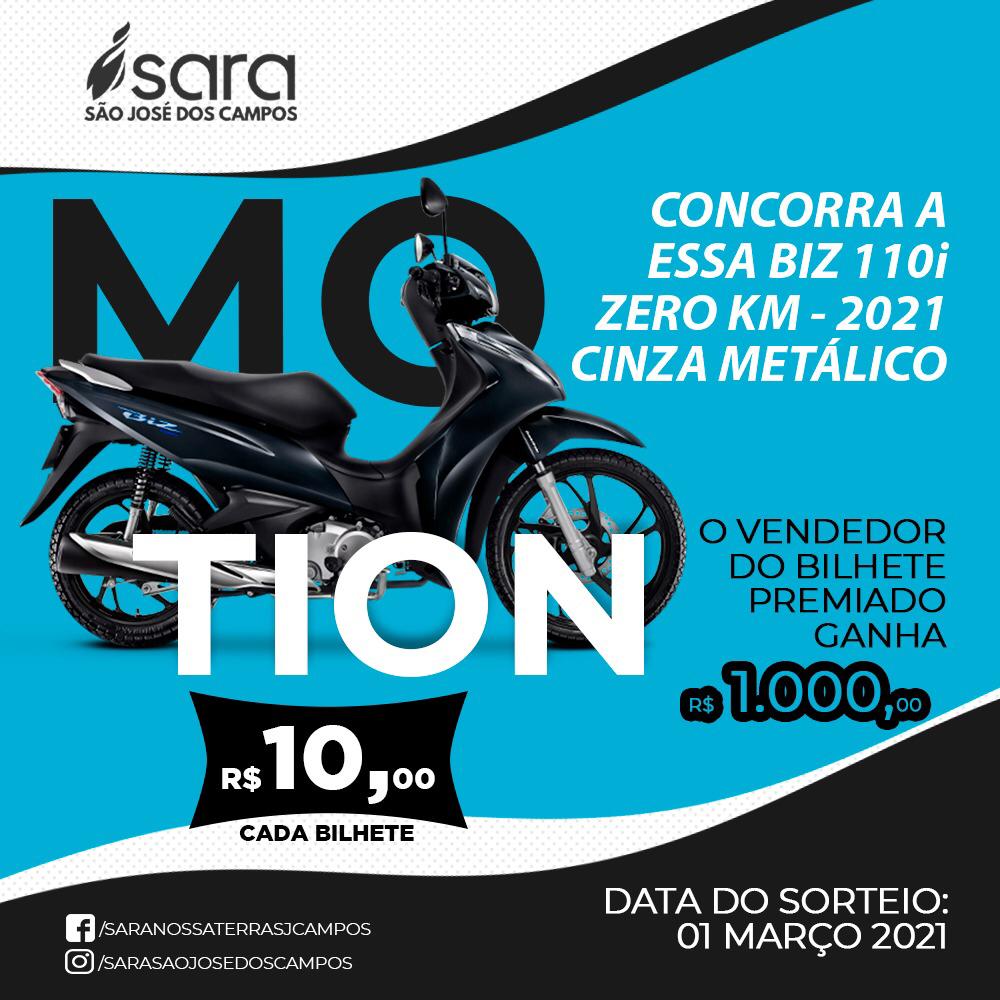 sara
SÃO JOSÉ DOS CAMPOS
MO
TION
CONCORRA A
ESSA BIZ 110i
ZERO KM - 2021
CINZA METÁLICO
Biz
O VENDEDOR
DO BILHETE
PREMIADO
GANHA
R$ 1.000,00
R$ 10,00
CADA BILHETE
DATA DO SORTEIO:
01 MARÇO 2021
/SARANOSSATERRASJCAMPOS
/SARASAOJOSEDOSCAMPOS